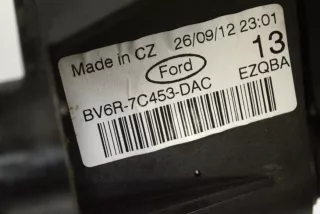 Made in CZ 26/09/12 23:01
Ford 13
BV6R-7C453-DAC EZQBA